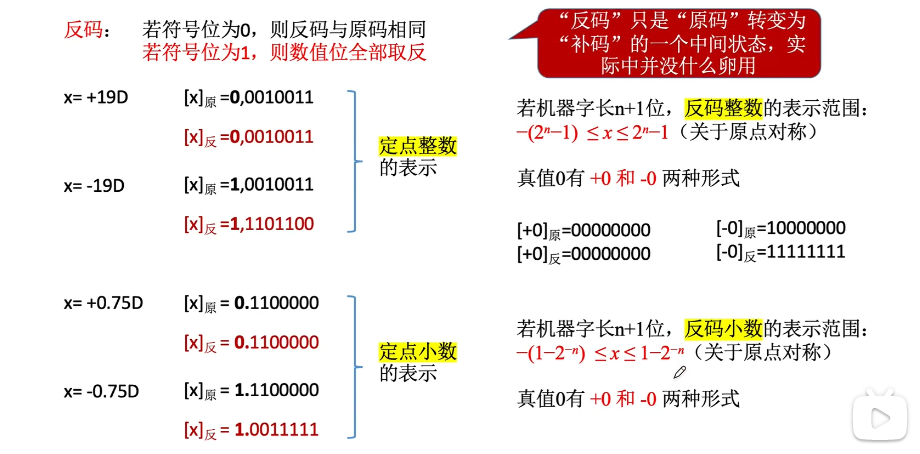 反码： 若符号位为0，则反码与原码相同
若符号位为1，则数值位全部取反
x= +19D [x]原 =0,0010011
[x]反 =0,0010011
x= -19D [x]原 =1,0010011
[x]反 =1,1101100
定点整数
的表示
x= +0.75D [x]原 = 0.1100000
[x]反 = 0.1100000
x= -0.75D [x]原 = 1.1100000
[x]反 = 1.0011111
定点小数
的表示
“反码”只是“原码”转变为
“补码”的一个中间状态，实
际中并没什么卵用
若机器字长n+1位，反码整数的表示范围：
−(2ⁿ−1) ≤ x ≤ 2ⁿ−1（关于原点对称）
真值0有 +0 和 -0 两种形式
[+0]原=00000000 [-0]原=10000000
[+0]反=00000000 [-0]反=11111111
若机器字长n+1位，反码小数的表示范围：
−(1−2⁻ⁿ) ≤ x ≤ 1−2⁻ⁿ（关于原点对称）
真值0有 +0 和 -0 两种形式